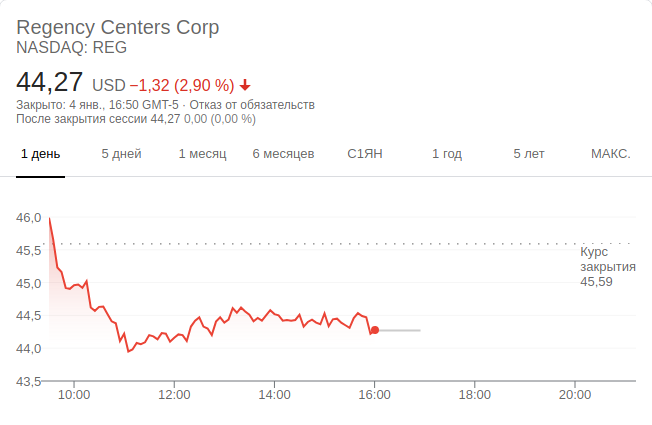 Regency Centers Corp
NASDAQ: REG
44,27 USD −1,32 (2,90 %)
Закрыто: 4 янв., 16:50 GMT-5 · Отказ от обязательств
После закрытия сессии 44,27 0,00 (0,00 %)
1 день 5 дней 1 месяц 6 месяцев С1ЯН 1 год 5 лет МАКС.
46,0
45,5
Курс
закрытия
45,59
45,0
44,5
44,0
43,5
10:00 12:00 14:00 16:00 18:00 20:00